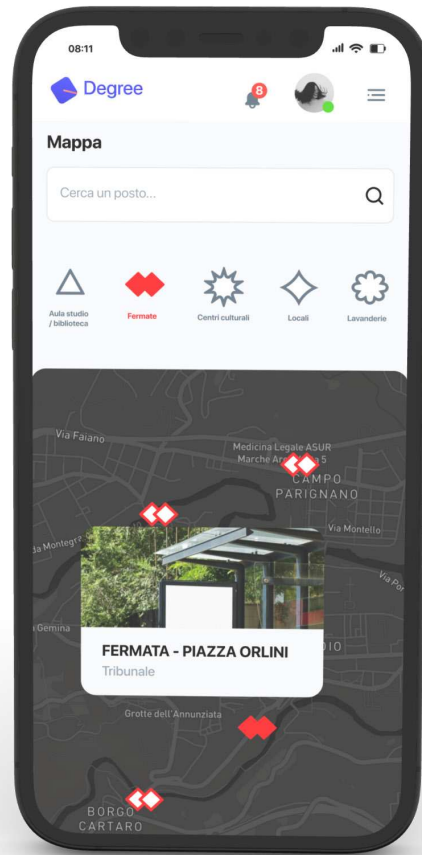 08:11
Degree
8
Mappa
Cerca un posto...
Aula studio
/ biblioteca
Fermate
Centri culturali
Locali
Lavanderie
Via Faiano
Medicina Legale ASUR
Marche 5
CAMPO
PARIGNANO
Via Montello
Gemina
FERMATA - PIAZZA ORLINI
Tribunale
Grotte dell'Annunziata
BORGO
CARTARO